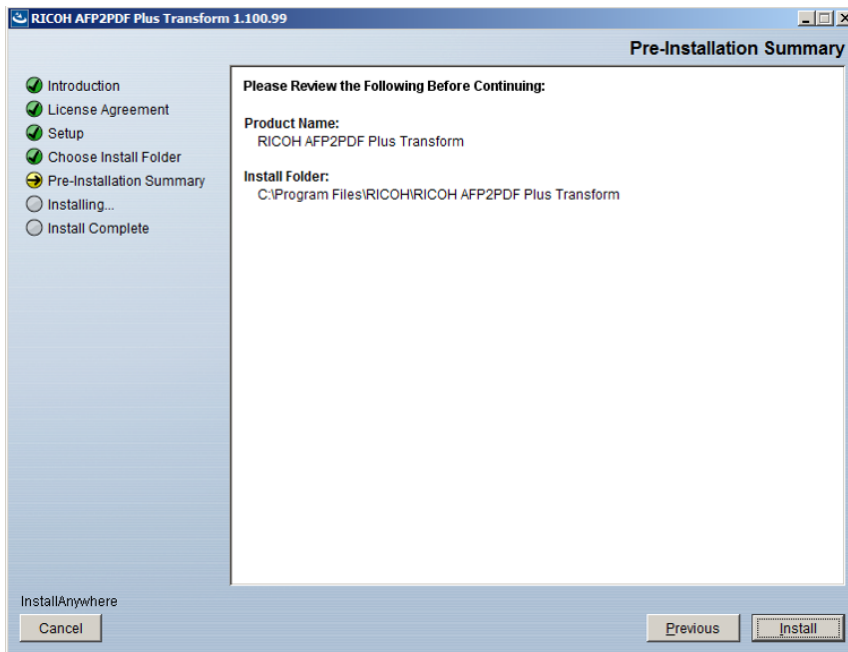 RICOH AFP2PDF Plus Transform 1.100.99
Pre-Installation Summary
Introduction
License Agreement
Setup
Choose Install Folder
Pre-Installation Summary
Installing...
Install Complete
Please Review the Following Before Continuing:
Product Name:
RICOH AFP2PDF Plus Transform
Install Folder:
C:\Program Files\RICOH\RICOH AFP2PDF Plus Transform
InstallAnywhere
Cancel
Previous
Install